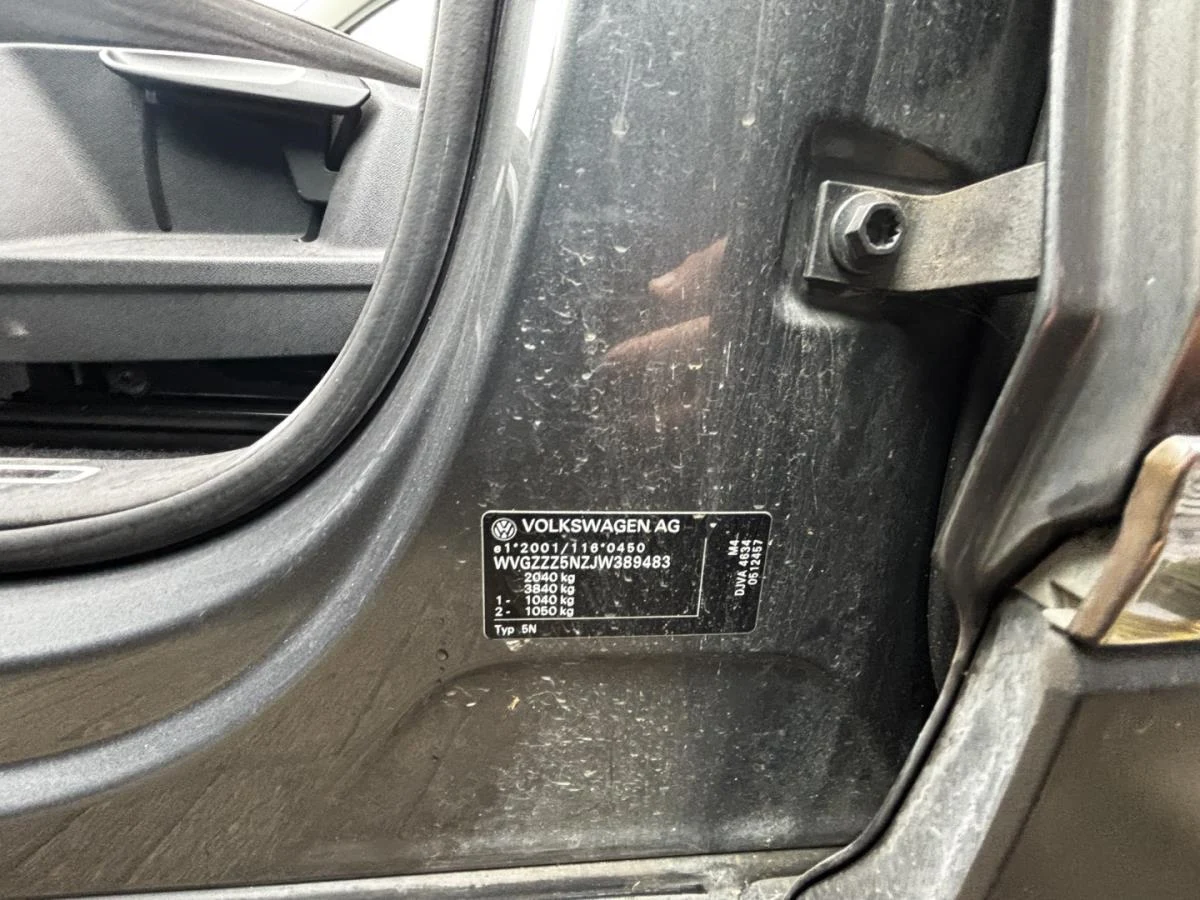 VOLKSWAGEN AG
e1*2001/116*0450
WVGZZZ5NZJW389483
2040 kg
3840 kg
1- 1040 kg
2- 1050 kg
Typ 5N
M4
DJVA 4634
0512457